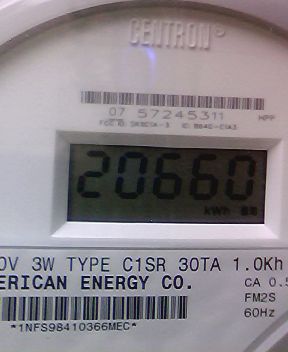 CENTRON®
07 57245311
HPP
20660
kWh
0V 3W TYPE C1SR 30TA 1.0Kh
ERICAN ENERGY CO.
CA 0.5
FM2S
60Hz
*1NFS98410366MEC*